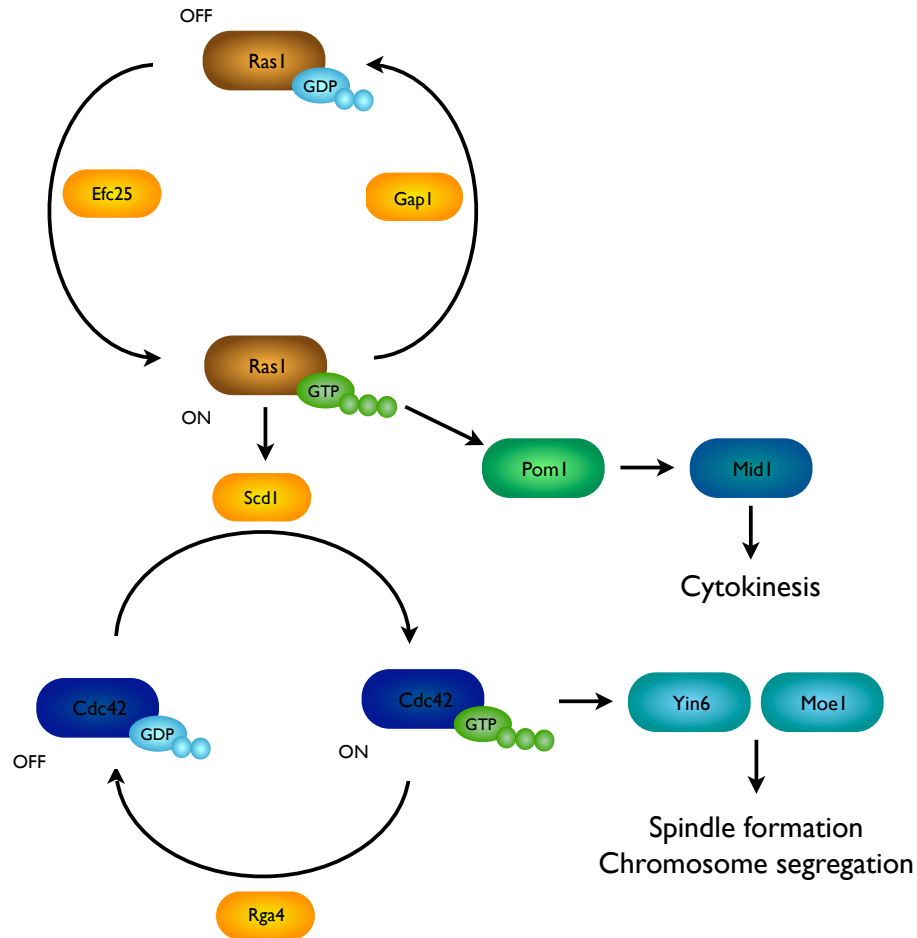 OFF
Ras1
GDP
Efc25
Gap1
Ras1
GTP
ON
Scd1
Pom1
Mid1
Cytokinesis
Cdc42
GDP
OFF
Cdc42
GTP
ON
Yin6
Moe1
Spindle formation
Chromosome segregation
Rga4